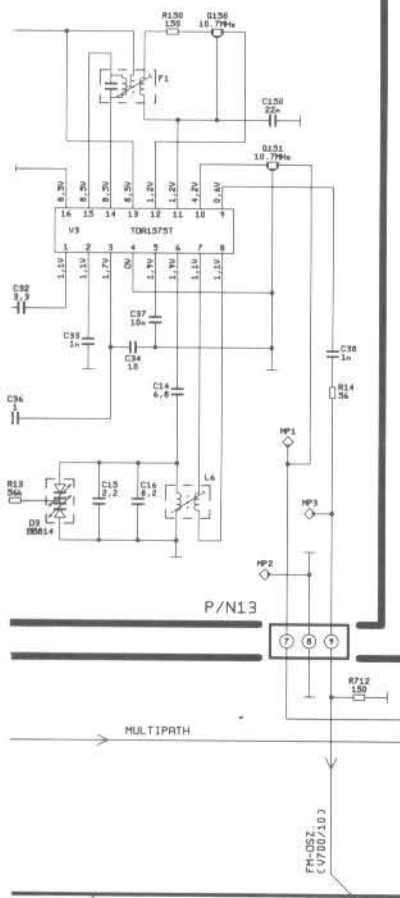 R150
150
Q150
10.7MHz
F1
C150
22n
Q151
10.7MHz
8,5V 8,5V 8,5V 8,5V 1,2V 1,2V 4,2V 0,6V
16 15 14 13 12 11 10 9
V3 TDA1575T
1 2 3 4 5 6 7 8
1,1V 1,1V 1,7V 0V 1,9V 1,9V 1,1V 1,1V
C32
3,3
C33
1n
C37
10n
C34
10
C38
1n
C14
6,8
R14
56
C36
1
MP1
R13
56k
C15
2,2
C16
8,2
L6
D3
BB814
MP3
MP2
P/N13
7 8 9
R712
150
MULTIPATH
FM-OSZ.
(V700/10)